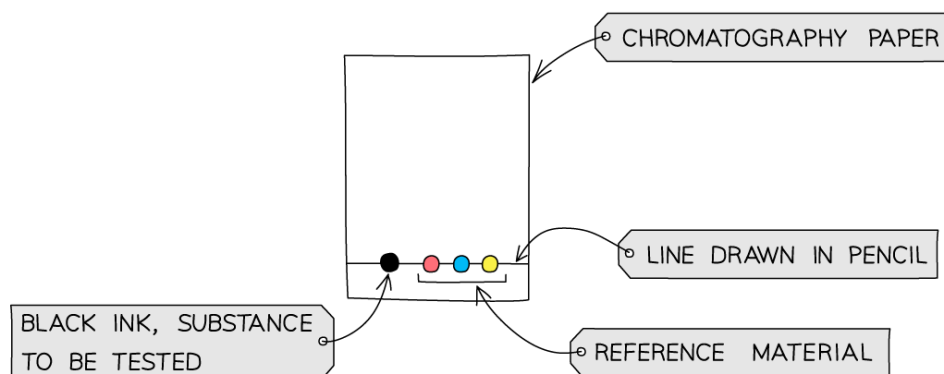 CHROMATOGRAPHY PAPER
LINE DRAWN IN PENCIL
BLACK INK, SUBSTANCE
TO BE TESTED
REFERENCE MATERIAL